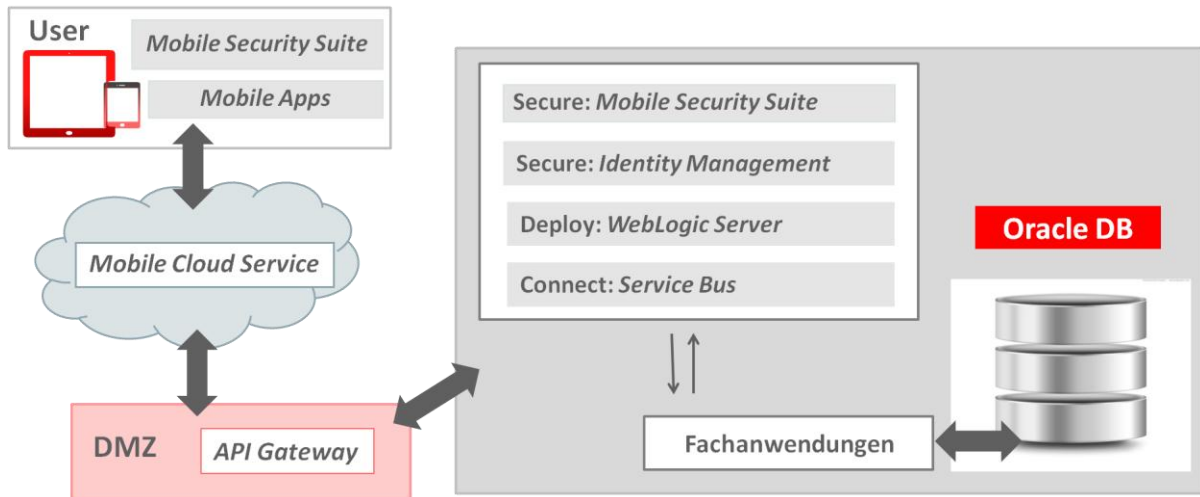 User
Mobile Security Suite
Mobile Apps
Mobile Cloud Service
DMZ
API Gateway
Secure: Mobile Security Suite
Secure: Identity Management
Deploy: WebLogic Server
Connect: Service Bus
Fachanwendungen
Oracle DB